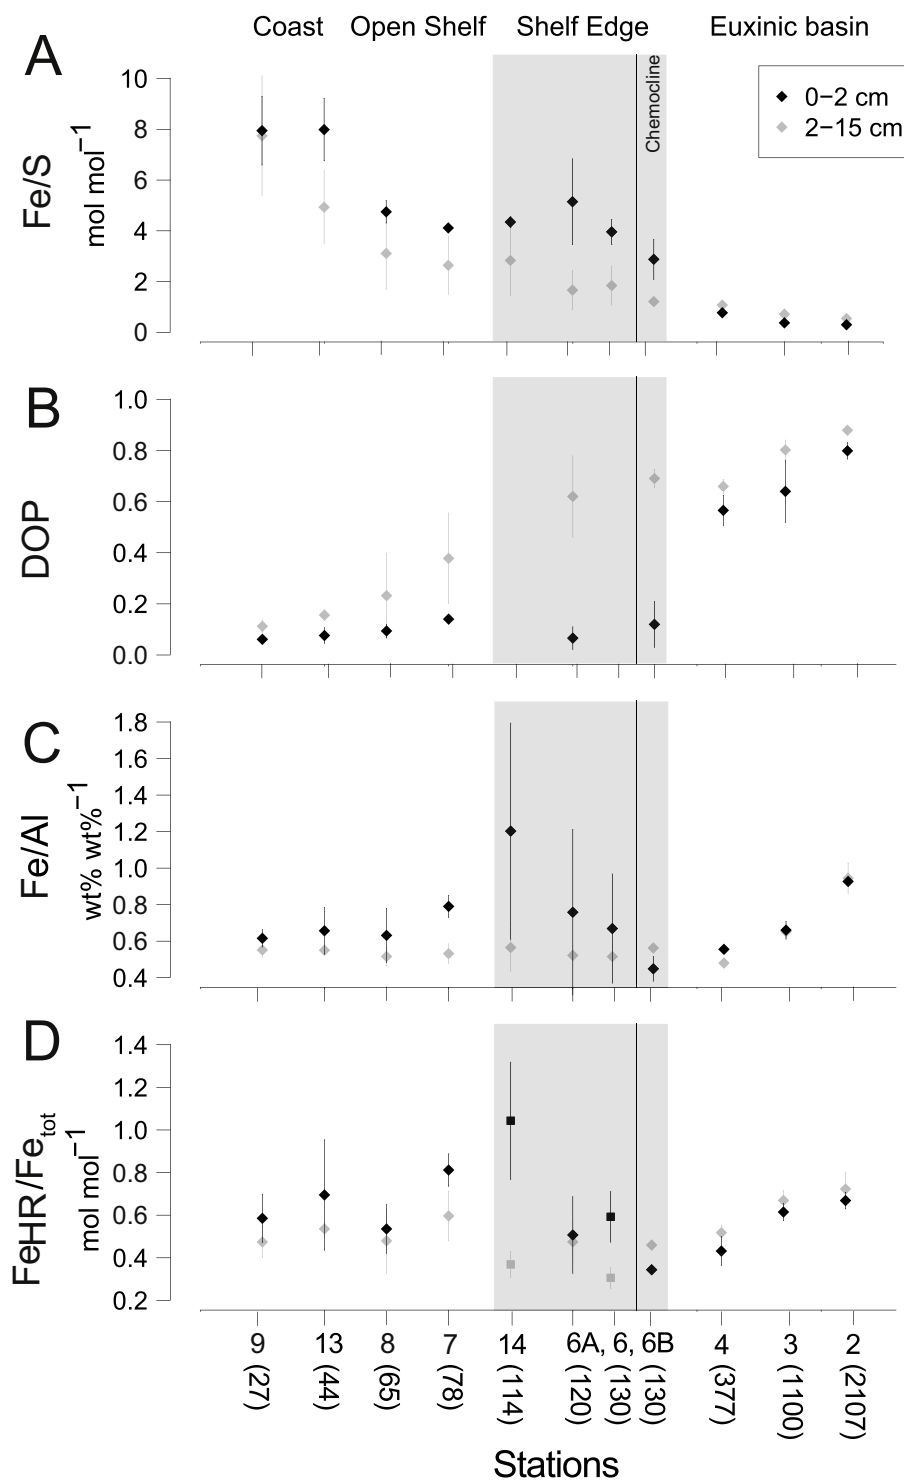 Coast Open Shelf Shelf Edge Euxinic basin
A
Chemocline
0−2 cm
2−15 cm
Fe/S
mol mol−1
10
8
6
4
2
0
B
DOP
1.0
0.8
0.6
0.4
0.2
0.0
C
Fe/Al
wt% wt%−1
1.8
1.6
1.4
1.2
1.0
0.8
0.6
0.4
D
FeHR/Fetot
mol mol−1
1.4
1.2
1.0
0.8
0.6
0.4
0.2
9 13 8 7 14 6A, 6, 6B 4 3 2
(27) (44) (65) (78) (114) (120) (130) (130) (377) (1100) (2107)
Stations